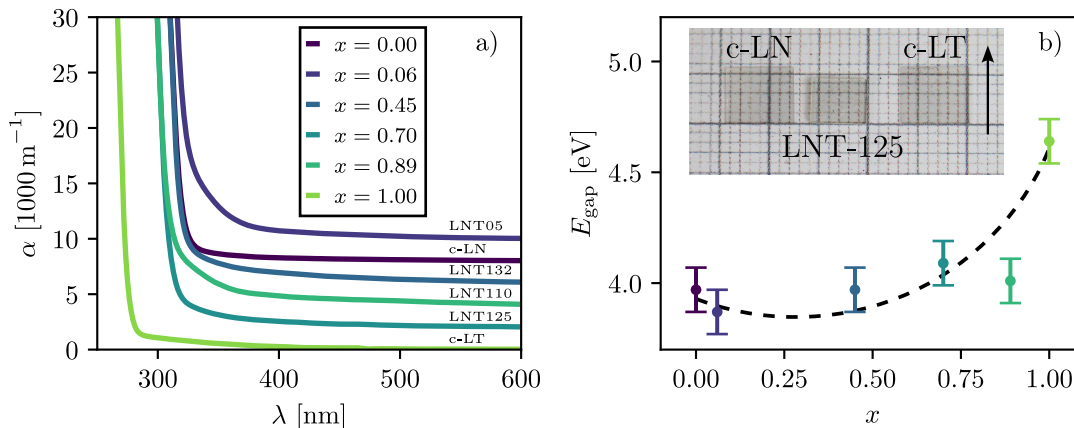 a)
30
25
20
15
10
5
0
α [1000 m⁻¹]
x = 0.00
x = 0.06
x = 0.45
x = 0.70
x = 0.89
x = 1.00
LNT05
c-LN
LNT132
LNT110
LNT125
c-LT
300 400 500 600
λ [nm]
b)
c-LN c-LT
LNT-125
5.0
4.5
4.0
E_gap [eV]
0.00 0.25 0.50 0.75 1.00
x